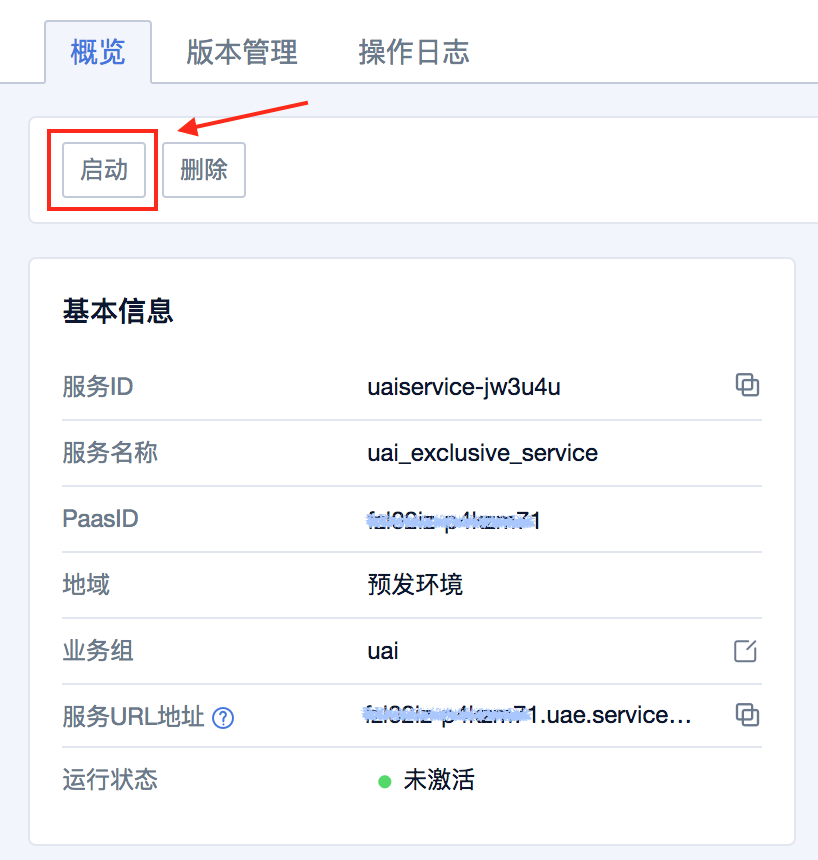 概览 版本管理 操作日志
启动 删除
基本信息
服务ID uaiservice-jw3u4u
服务名称 uai_exclusive_service
PaasID
地域 预发环境
业务组 uai
服务URL地址 ? .uae.service...
运行状态 未激活